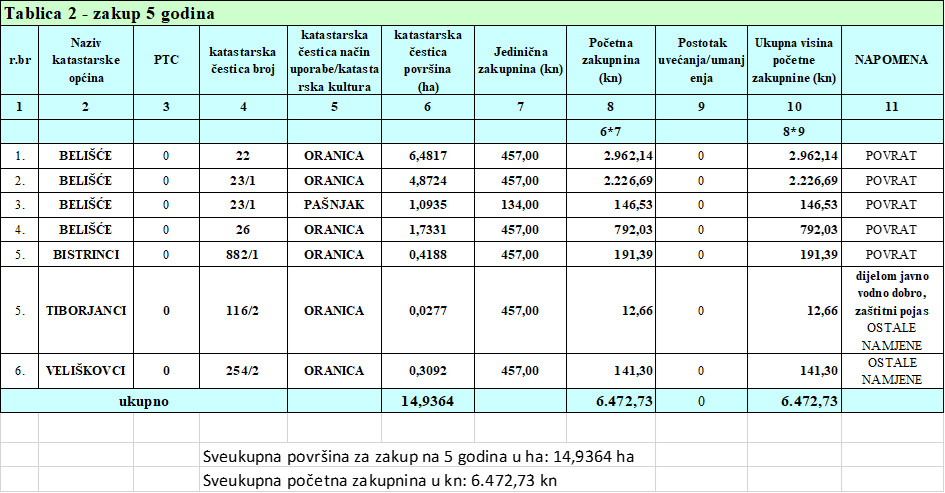 Tablica 2 - zakup 5 godina
r.br | Naziv katastarske općina | PTC | katastarska čestica broj | katastarska čestica način uporabe/katasta rska kultura | katastarska čestica površina (ha) | Jedinična zakupnina (kn) | Početna zakupnina (kn) | Postotak uvećanja/umanj enja | Ukupna visina početne zakupnine (kn) | NAPOMENA
1 | 2 | 3 | 4 | 5 | 6 | 7 | 8 | 9 | 10 | 11
6*7 | 8*9
1. | BELIŠĆE | 0 | 22 | ORANICA | 6,4817 | 457,00 | 2.962,14 | 0 | 2.962,14 | POVRAT
2. | BELIŠĆE | 0 | 23/1 | ORANICA | 4,8724 | 457,00 | 2.226,69 | 0 | 2.226,69 | POVRAT
3. | BELIŠĆE | 0 | 23/1 | PAŠNJAK | 1,0935 | 134,00 | 146,53 | 0 | 146,53 | POVRAT
4. | BELIŠĆE | 0 | 26 | ORANICA | 1,7331 | 457,00 | 792,03 | 0 | 792,03 | POVRAT
5. | BISTRINCI | 0 | 882/1 | ORANICA | 0,4188 | 457,00 | 191,39 | 0 | 191,39 | POVRAT
5. | TIBORJANCI | 0 | 116/2 | ORANICA | 0,0277 | 457,00 | 12,66 | 0 | 12,66 | dijelom javno vodno dobro, zaštitni pojas OSTALE NAMJENE
6. | VELIŠKOVCI | 0 | 254/2 | ORANICA | 0,3092 | 457,00 | 141,30 | 0 | 141,30 | OSTALE NAMJENE
ukupno | 14,9364 | 6.472,73 | 0 | 6.472,73
Sveukupna površina za zakup na 5 godina u ha: 14,9364 ha
Sveukupna početna zakupnina u kn: 6.472,73 kn